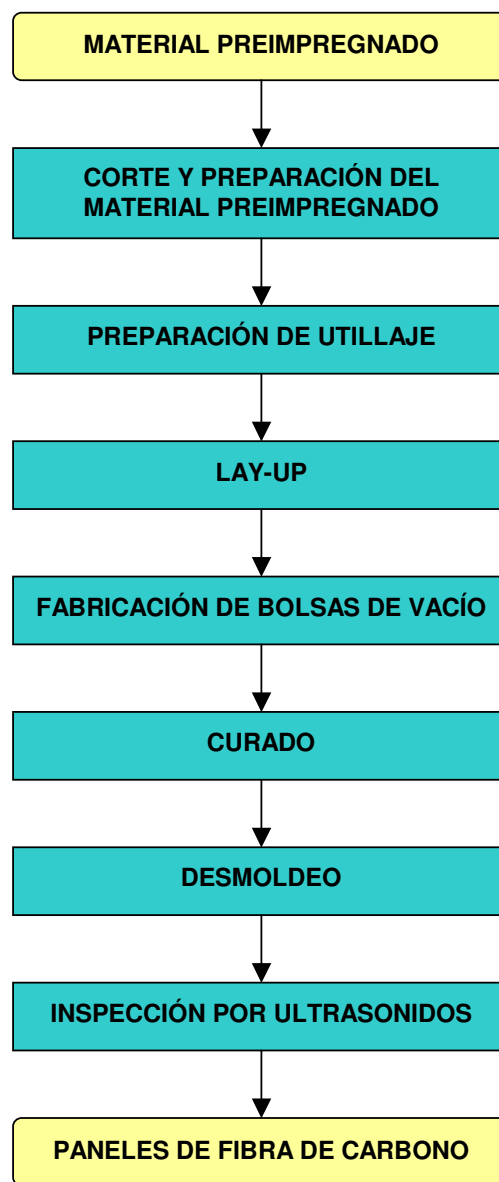 MATERIAL PREIMPREGNADO
CORTE Y PREPARACIÓN DEL
MATERIAL PREIMPREGNADO
PREPARACIÓN DE UTILLAJE
LAY-UP
FABRICACIÓN DE BOLSAS DE VACÍO
CURADO
DESMOLDEO
INSPECCIÓN POR ULTRASONIDOS
PANELES DE FIBRA DE CARBONO